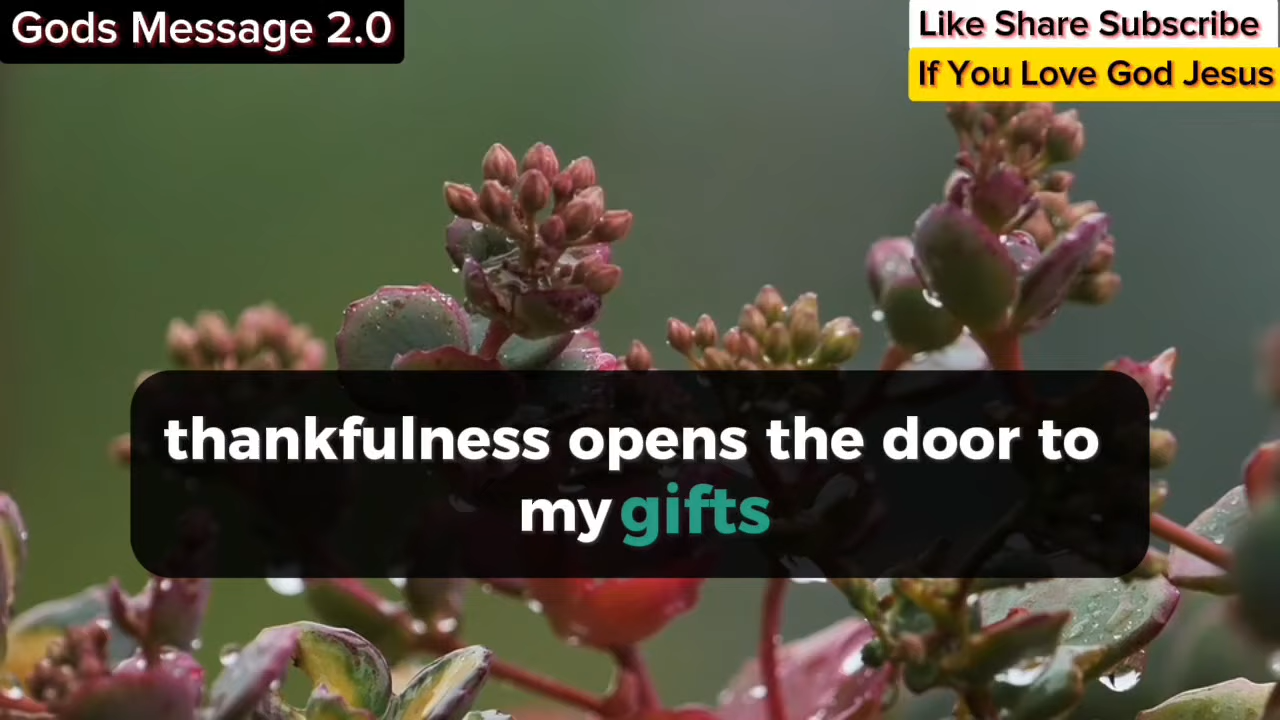 Gods Message 2.0
Like Share Subscribe
If You Love God Jesus
thankfulness opens the door to
my gifts